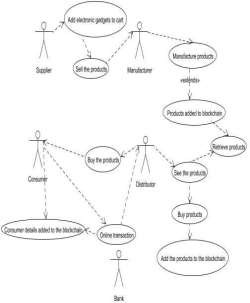 Add electronic gadgets to cart
Supplier
Sell the products
Manufacturer
Manufacture products
«extends»
Products added to blockchain
Retrieve products
Consumer
Buy the products
Distributor
See the products
Buy products
Consumer details added to the blockchain
Online transaction
Bank
Add the products to the blockchain